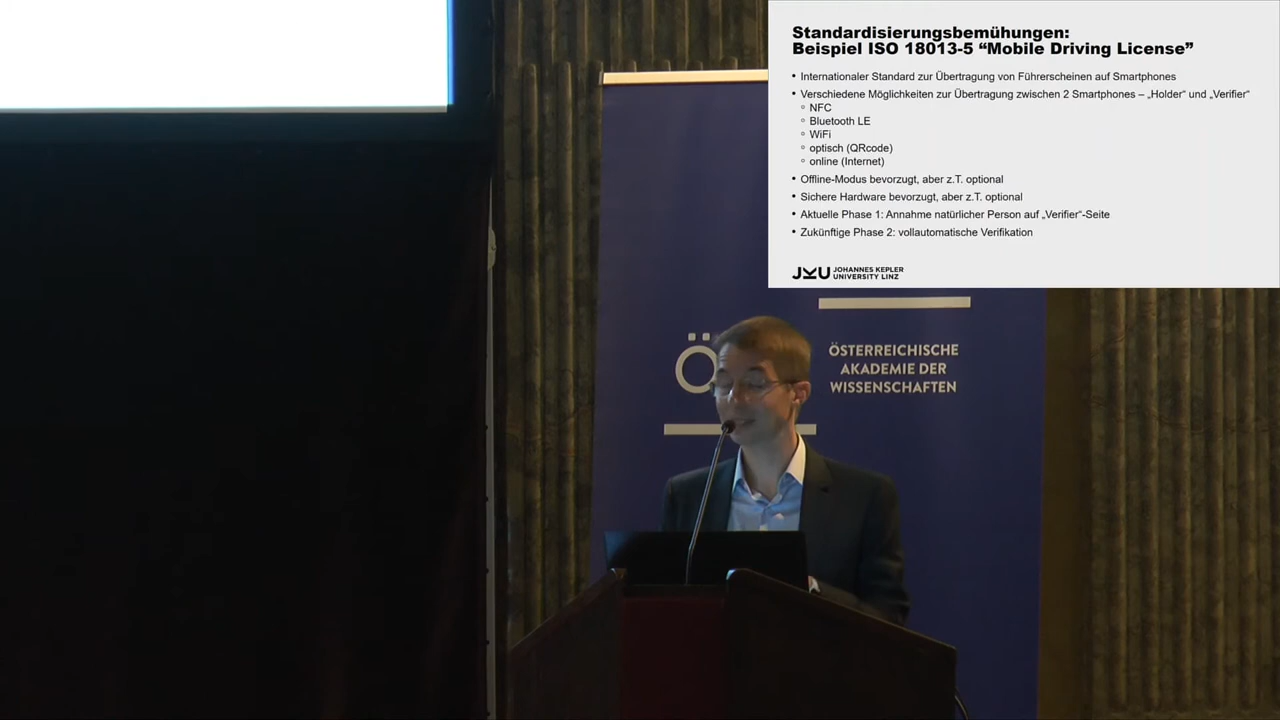 Standardisierungsbemühungen:
Beispiel ISO 18013-5 “Mobile Driving License”
• Internationaler Standard zur Übertragung von Führerscheinen auf Smartphones
• Verschiedene Möglichkeiten zur Übertragung zwischen 2 Smartphones – „Holder“ und „Verifier“
◦ NFC
◦ Bluetooth LE
◦ WiFi
◦ optisch (QRcode)
◦ online (Internet)
• Offline-Modus bevorzugt, aber z.T. optional
• Sichere Hardware bevorzugt, aber z.T. optional
• Aktuelle Phase 1: Annahme natürlicher Person auf „Verifier“-Seite
• Zukünftige Phase 2: vollautomatische Verifikation
JKU JOHANNES KEPLER
UNIVERSITY LINZ
ÖSTERREICHISCHE
AKADEMIE DER
WISSENSCHAFTEN